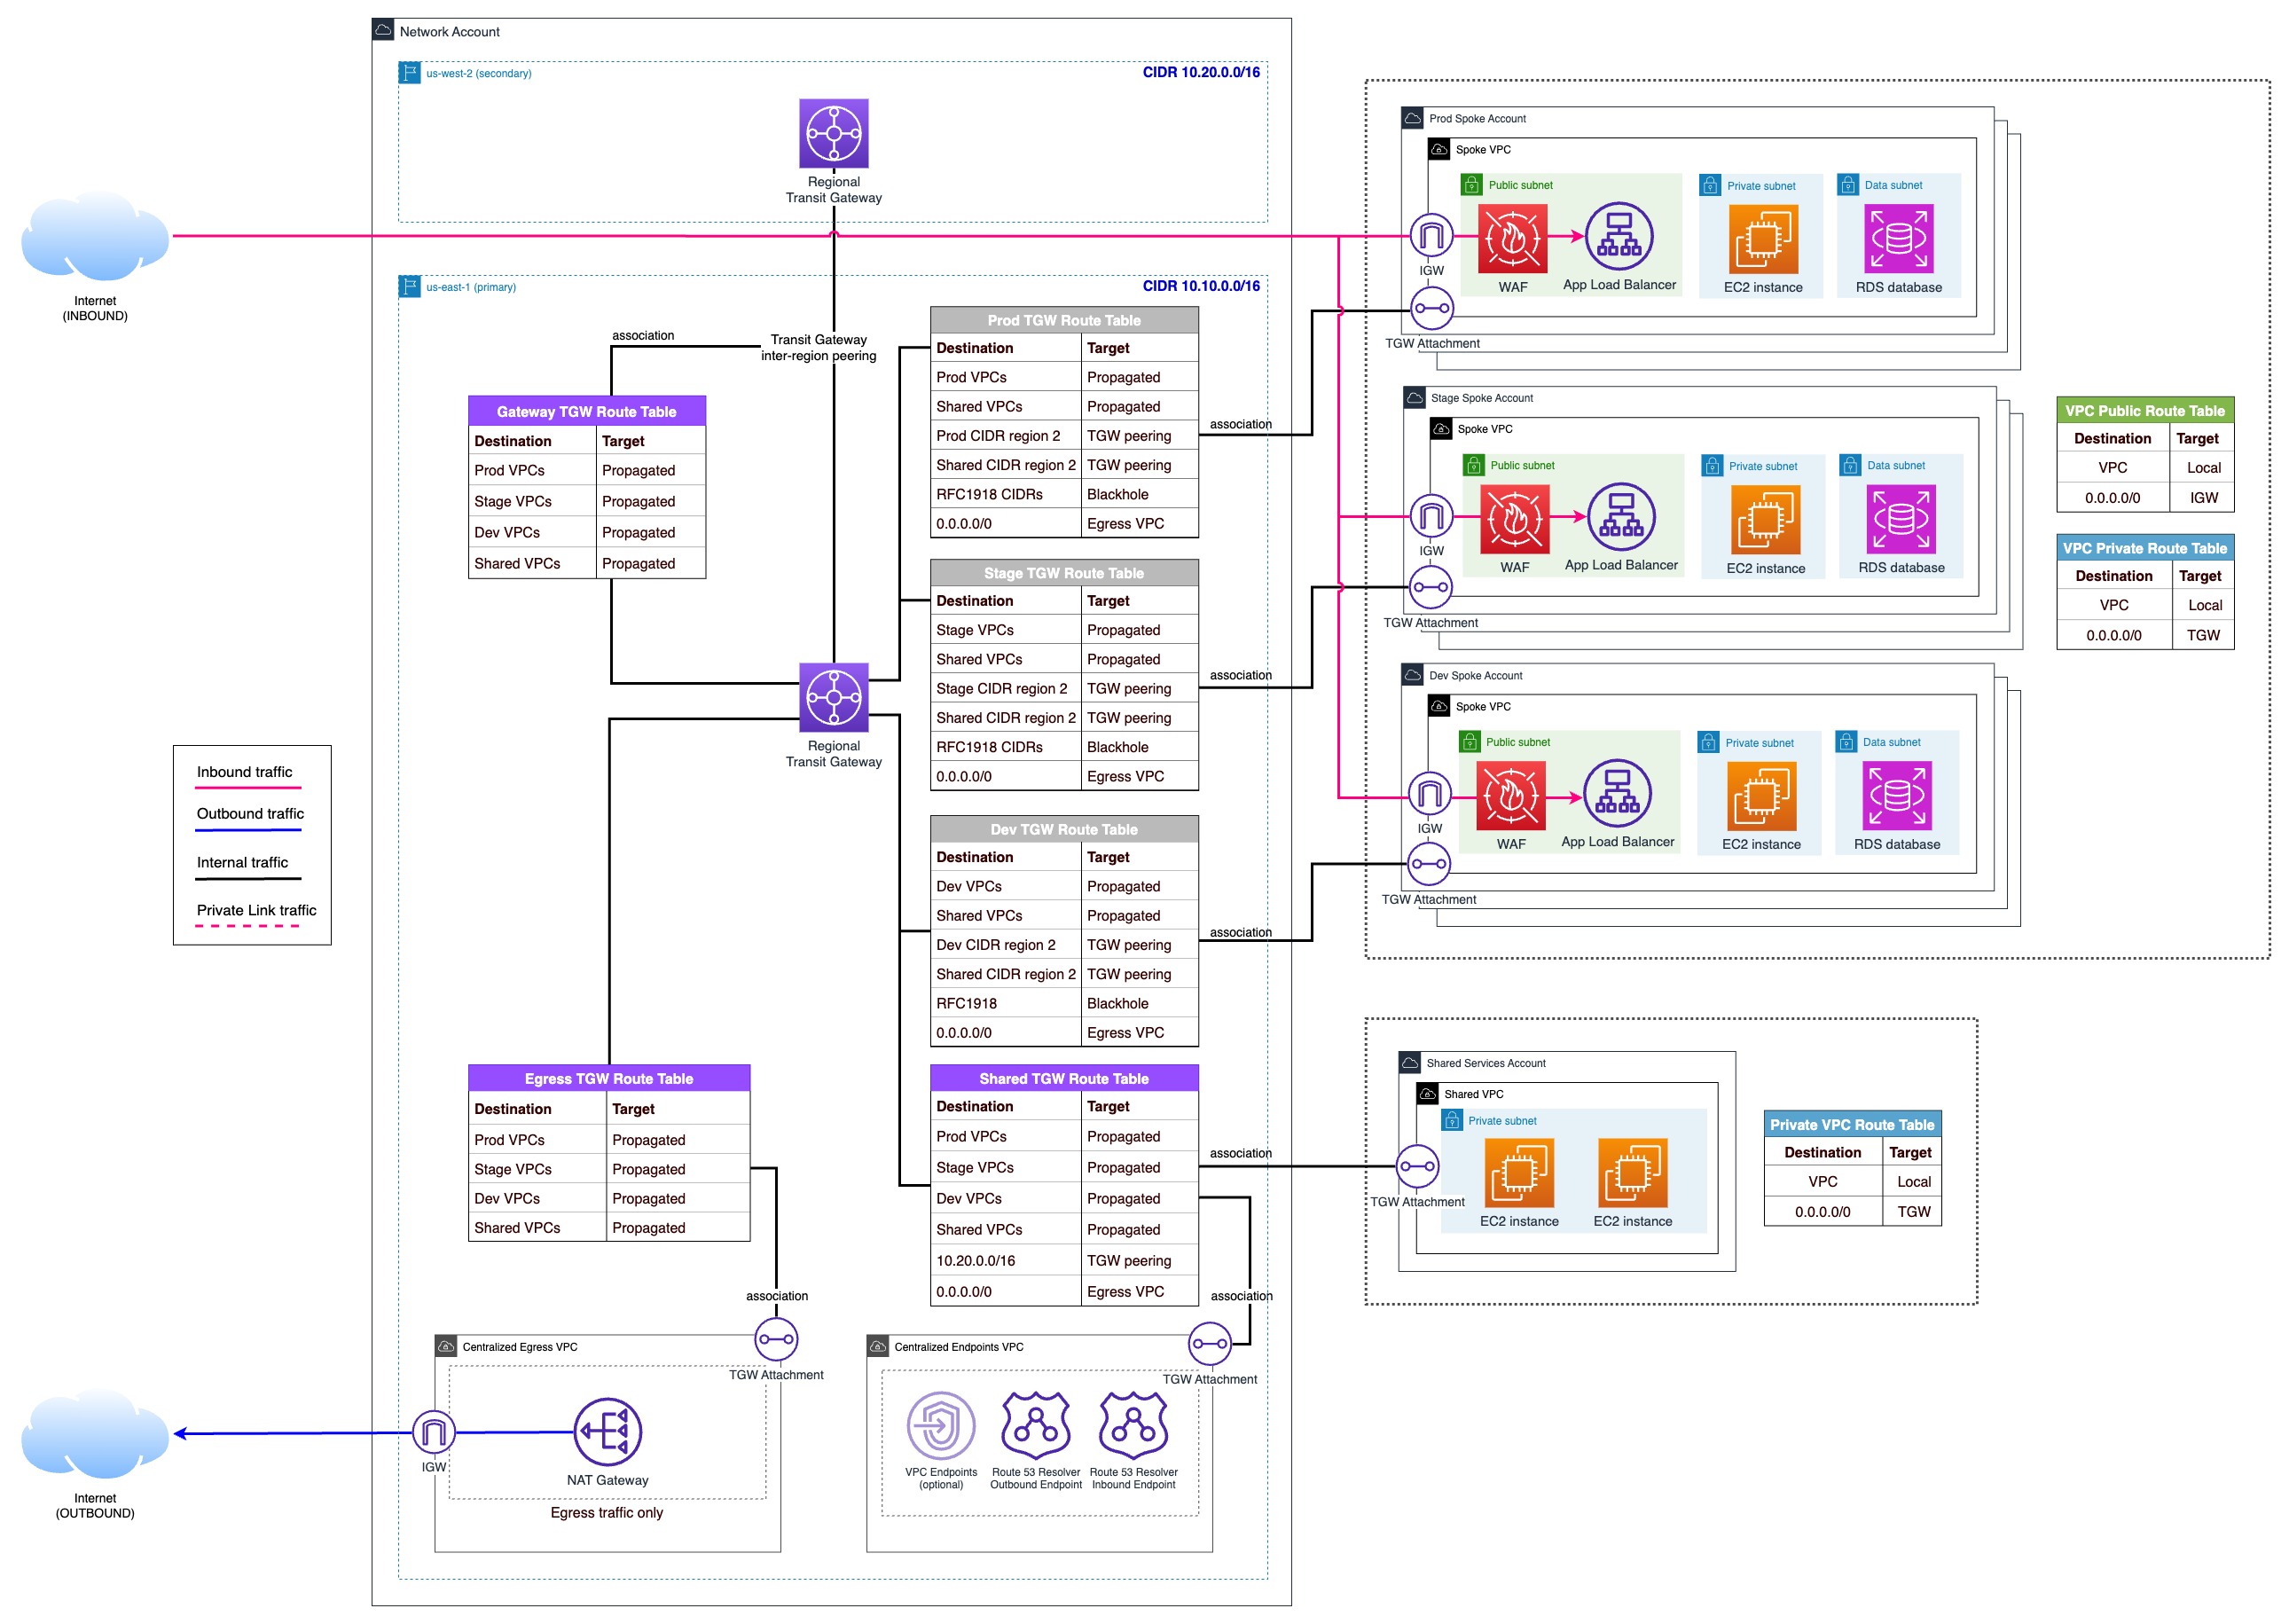 Network Account
us-west-2 (secondary)
CIDR 10.20.0.0/16
Regional
Transit Gateway
Internet
(INBOUND)
us-east-1 (primary)
CIDR 10.10.0.0/16
association
Transit Gateway
inter-region peering
Gateway TGW Route Table
Destination Target
Prod VPCs Propagated
Stage VPCs Propagated
Dev VPCs Propagated
Shared VPCs Propagated
Regional
Transit Gateway
Prod TGW Route Table
Destination Target
Prod VPCs Propagated
Shared VPCs Propagated
Prod CIDR region 2 TGW peering
Shared CIDR region 2 TGW peering
RFC1918 CIDRs Blackhole
0.0.0.0/0 Egress VPC
association
Stage TGW Route Table
Destination Target
Stage VPCs Propagated
Shared VPCs Propagated
Stage CIDR region 2 TGW peering
Shared CIDR region 2 TGW peering
RFC1918 CIDRs Blackhole
0.0.0.0/0 Egress VPC
association
Dev TGW Route Table
Destination Target
Dev VPCs Propagated
Shared VPCs Propagated
Dev CIDR region 2 TGW peering
Shared CIDR region 2 TGW peering
RFC1918 Blackhole
0.0.0.0/0 Egress VPC
association
Shared TGW Route Table
Destination Target
Prod VPCs Propagated
Stage VPCs Propagated
Dev VPCs Propagated
Shared VPCs Propagated
10.20.0.0/16 TGW peering
0.0.0.0/0 Egress VPC
association
association
Egress TGW Route Table
Destination Target
Prod VPCs Propagated
Stage VPCs Propagated
Dev VPCs Propagated
Shared VPCs Propagated
association
Centralized Egress VPC
TGW Attachment
IGW
NAT Gateway
Egress traffic only
Centralized Endpoints VPC
TGW Attachment
VPC Endpoints
(optional)
Route 53 Resolver
Outbound Endpoint
Route 53 Resolver
Inbound Endpoint
Internet
(OUTBOUND)
Inbound traffic
Outbound traffic
Internal traffic
Private Link traffic
Prod Spoke Account
Spoke VPC
Public subnet
Private subnet
Data subnet
IGW
WAF
App Load Balancer
EC2 instance
RDS database
TGW Attachment
Stage Spoke Account
Spoke VPC
Public subnet
Private subnet
Data subnet
IGW
WAF
App Load Balancer
EC2 instance
RDS database
TGW Attachment
Dev Spoke Account
Spoke VPC
Public subnet
Private subnet
Data subnet
IGW
WAF
App Load Balancer
EC2 instance
RDS database
TGW Attachment
VPC Public Route Table
Destination Target
VPC Local
0.0.0.0/0 IGW
VPC Private Route Table
Destination Target
VPC Local
0.0.0.0/0 TGW
Shared Services Account
Shared VPC
Private subnet
TGW Attachment
EC2 instance
EC2 instance
Private VPC Route Table
Destination Target
VPC Local
0.0.0.0/0 TGW